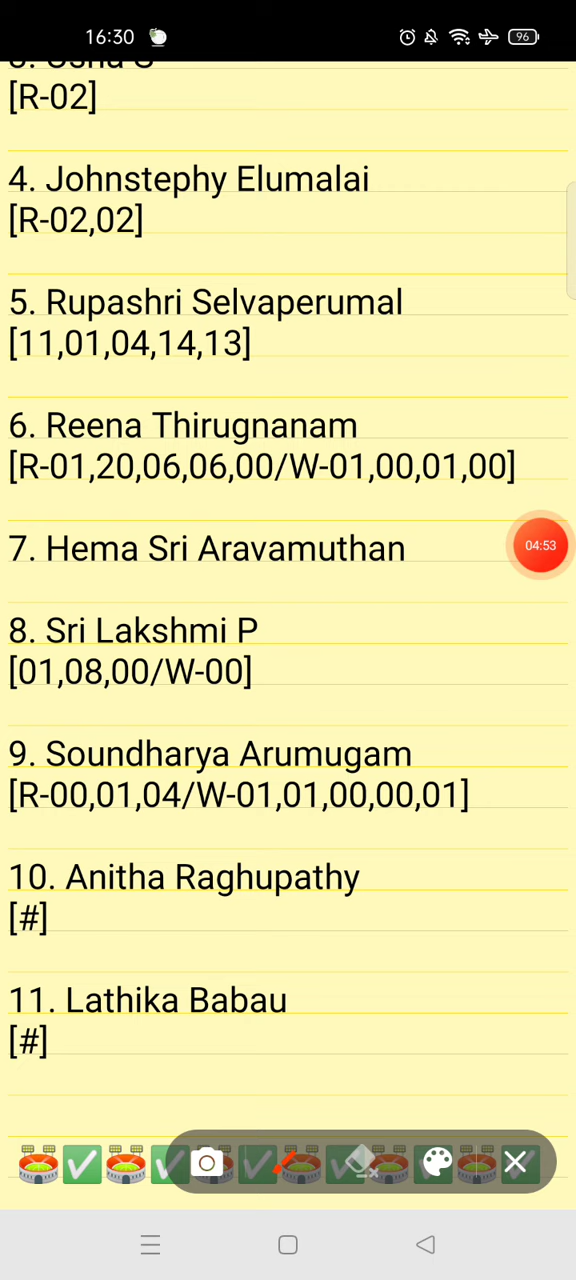 16:30
96
[R-02]
4. Johnstephy Elumalai
[R-02,02]
5. Rupashri Selvaperumal
[11,01,04,14,13]
6. Reena Thirugnanam
[R-01,20,06,06,00/W-01,00,01,00]
7. Hema Sri Aravamuthan
04:53
8. Sri Lakshmi P
[01,08,00/W-00]
9. Soundharya Arumugam
[R-00,01,04/W-01,01,00,00,01]
10. Anitha Raghupathy
[#]
11. Lathika Babau
[#]